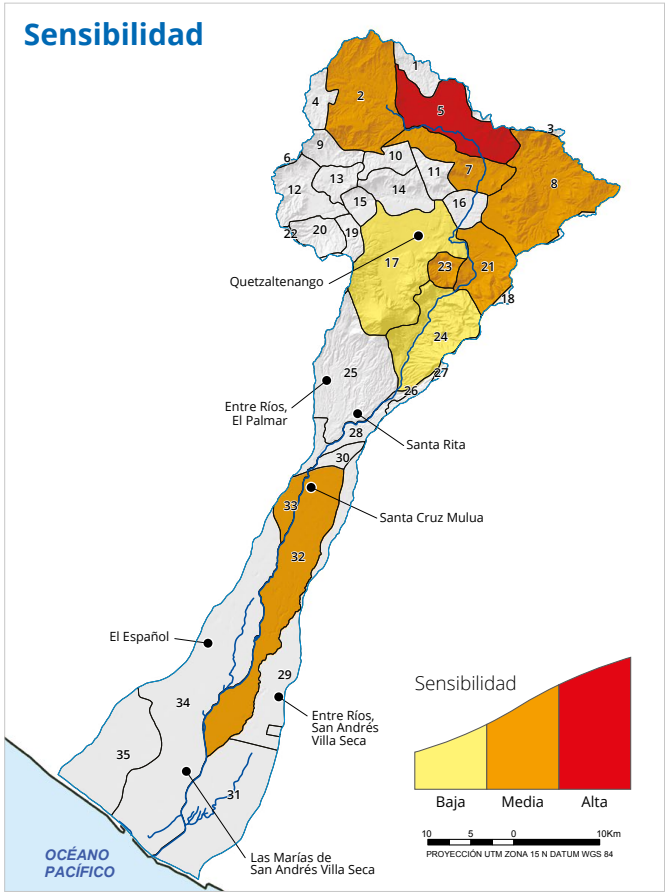 Sensibilidad
1
2
3
4
5
6
7
8
9
10
11
12
13
14
15
16
17
18
19
20
21
22
23
24
25
26
27
28
29
30
31
32
33
34
35
Quetzaltenango
Entre Ríos,
El Palmar
Santa Rita
Santa Cruz Mulua
El Español
Entre Ríos,
San Andrés
Villa Seca
Las Marías de
San Andrés Villa Seca
OCÉANO
PACÍFICO
Sensibilidad
Baja Media Alta
10 5 0 10Km
PROYECCIÓN UTM ZONA 15 N DATUM WGS 84